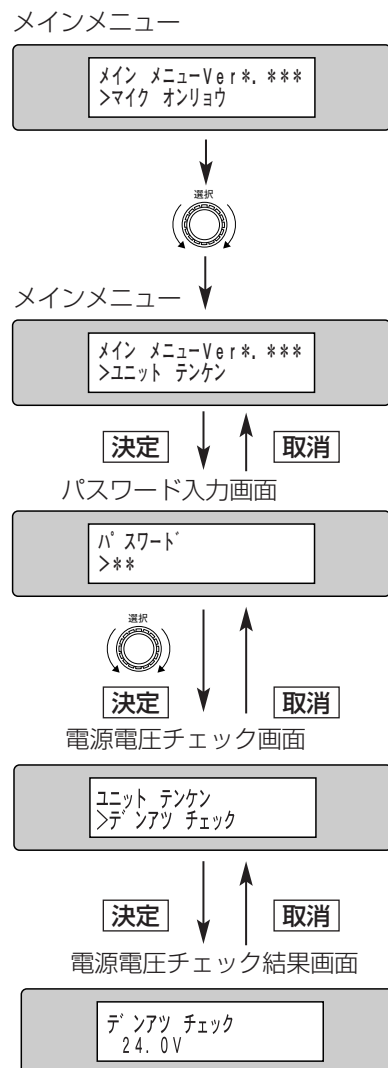 メインメニュー
メイン メニューVer*. ***
>マイク オンリョウ
選択
メインメニュー
メイン メニューVer*. ***
>ユニット テンケン
決定 取消
パスワード入力画面
パ スワード
>**
選択
決定 取消
電源電圧チェック画面
ユニット テンケン
>デンアツ チェック
決定 取消
電源電圧チェック結果画面
デンアツ チェック
24. 0V